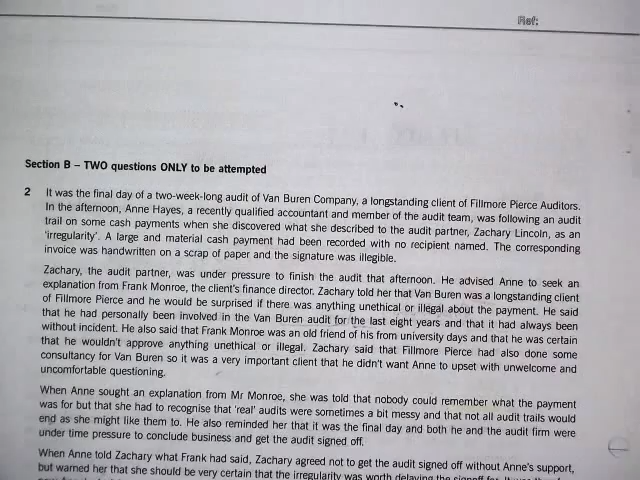 Ref:
Section B – TWO questions ONLY to be attempted
2 It was the final day of a two-week-long audit of Van Buren Company, a longstanding client of Fillmore Pierce Auditors.
In the afternoon, Anne Hayes, a recently qualified accountant and member of the audit team, was following an audit
trail on some cash payments when she discovered what she described to the audit partner, Zachary Lincoln, as an
'irregularity'. A large and material cash payment had been recorded with no recipient named. The corresponding
invoice was handwritten on a scrap of paper and the signature was illegible.
Zachary, the audit partner, was under pressure to finish the audit that afternoon. He advised Anne to seek an
explanation from Frank Monroe, the client's finance director. Zachary told her that Van Buren was a longstanding client
of Fillmore Pierce and he would be surprised if there was anything unethical or illegal about the payment. He said
that he had personally been involved in the Van Buren audit for the last eight years and that it had always been
without incident. He also said that Frank Monroe was an old friend of his from university days and that he was certain
that he wouldn't approve anything unethical or illegal. Zachary said that Fillmore Pierce had also done some
consultancy for Van Buren so it was a very important client that he didn't want Anne to upset with unwelcome and
uncomfortable questioning.
When Anne sought an explanation from Mr Monroe, she was told that nobody could remember what the payment
was for but that she had to recognise that 'real' audits were sometimes a bit messy and that not all audit trails would
end as she might like them to. He also reminded her that it was the final day and both he and the audit firm were
under time pressure to conclude business and get the audit signed off.
When Anne told Zachary what Frank had said, Zachary agreed not to get the audit signed off without Anne's support,
but warned her that she should be very certain that the irregularity was worth delaying the signoff for.